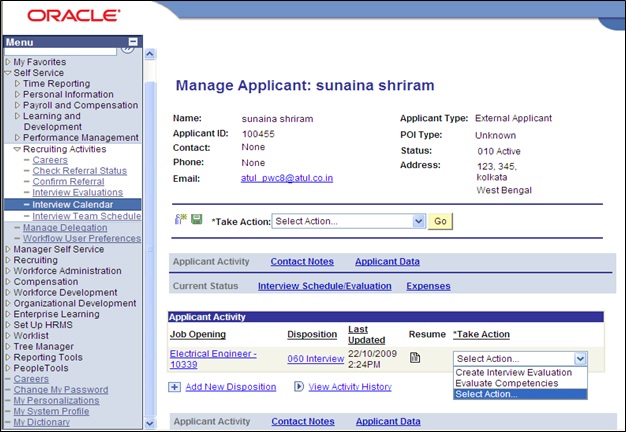 ORACLE
Menu
My Favorites
Self Service
Time Reporting
Personal Information
Payroll and Compensation
Learning and
Development
Performance Management
Recruiting Activities
Careers
Check Referral Status
Confirm Referral
Interview Evaluations
Interview Calendar
Interview Team Schedule
Manage Delegation
Workflow User Preferences
Manager Self Service
Recruiting
Workforce Administration
Compensation
Workforce Development
Organizational Development
Enterprise Learning
Set Up HRMS
Worklist
Tree Manager
Reporting Tools
PeopleTools
Careers
Change My Password
My Personalizations
My System Profile
My Dictionary
Manage Applicant: sunaina shriram
Name: sunaina shriram
Applicant ID: 100455
Contact: None
Phone: None
Email: atul_pwc8@atul.co.in
Applicant Type: External Applicant
POI Type: Unknown
Status: 010 Active
Address: 123, 345,
kolkata
West Bengal
*Take Action: Select Action... Go
Applicant Activity Contact Notes Applicant Data
Current Status Interview Schedule/Evaluation Expenses
Applicant Activity
Job Opening Disposition Last Updated Resume *Take Action
Electrical Engineer - 10339 060 Interview 22/10/2009 2:24PM Select Action...
Create Interview Evaluation
Evaluate Competencies
Select Action...
Add New Disposition View Activity History
Applicant Activity Contact Notes Applicant Data